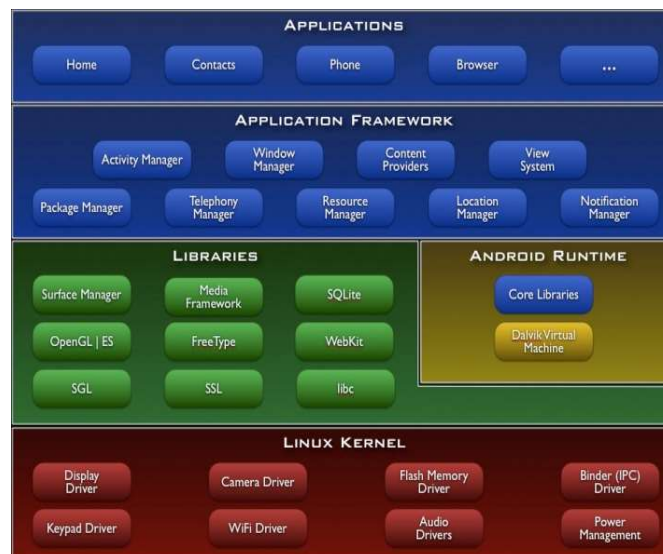 APPLICATIONS
Home
Contacts
Phone
Browser
...
APPLICATION FRAMEWORK
Activity Manager
Window
Manager
Content
Providers
View
System
Package Manager
Telephony
Manager
Resource
Manager
Location
Manager
Notification
Manager
LIBRARIES
Surface Manager
Media
Framework
SQLite
OpenGL | ES
FreeType
WebKit
SGL
SSL
libc
ANDROID RUNTIME
Core Libraries
Dalvik Virtual
Machine
LINUX KERNEL
Display
Driver
Camera Driver
Flash Memory
Driver
Binder (IPC)
Driver
Keypad Driver
WiFi Driver
Audio
Drivers
Power
Management